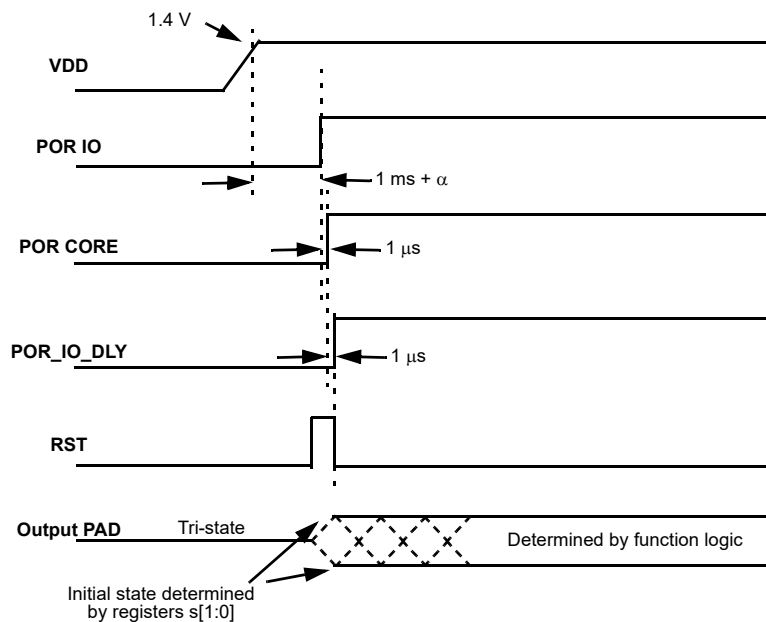 1.4 V
VDD
POR IO
1 ms + α
POR CORE
1 μs
POR_IO_DLY
1 μs
RST
Output PAD
Tri-state
Determined by function logic
Initial state determined
by registers s[1:0]